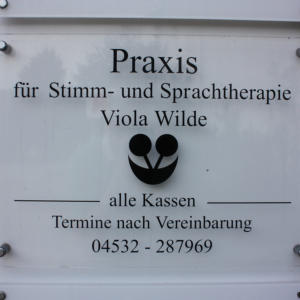 Praxis
für Stimm- und Sprachtherapie
Viola Wilde
alle Kassen
Termine nach Vereinbarung
04532 - 287969